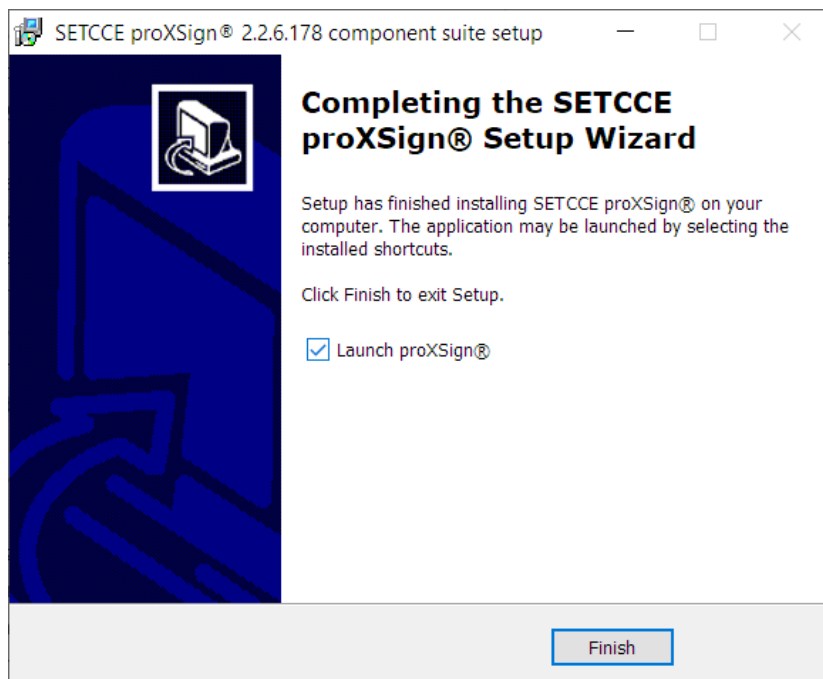 SETCCE proXSign® 2.2.6.178 component suite setup
Completing the SETCCE
proXSign® Setup Wizard
Setup has finished installing SETCCE proXSign® on your
computer. The application may be launched by selecting the
installed shortcuts.
Click Finish to exit Setup.
Launch proXSign®
Finish